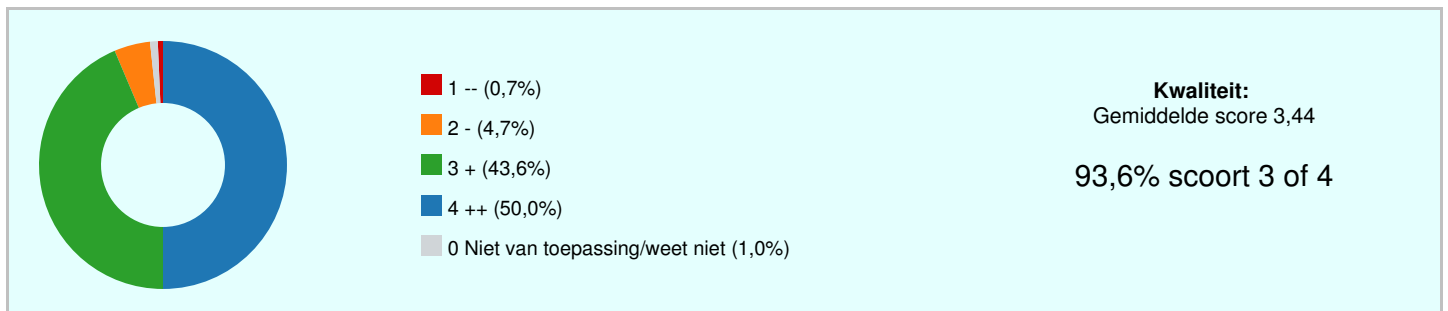 1 -- (0,7%)
2 - (4,7%)
3 + (43,6%)
4 ++ (50,0%)
0 Niet van toepassing/weet niet (1,0%)
Kwaliteit:
Gemiddelde score 3,44
93,6% scoort 3 of 4